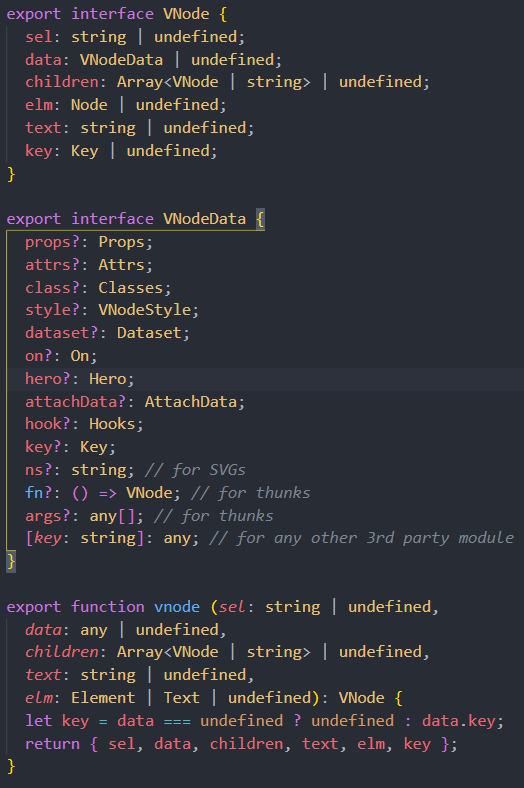 export interface VNode {
  sel: string | undefined;
  data: VNodeData | undefined;
  children: Array<VNode | string> | undefined;
  elm: Node | undefined;
  text: string | undefined;
  key: Key | undefined;
}

export interface VNodeData {
  props?: Props;
  attrs?: Attrs;
  class?: Classes;
  style?: VNodeStyle;
  dataset?: Dataset;
  on?: On;
  hero?: Hero;
  attachData?: AttachData;
  hook?: Hooks;
  key?: Key;
  ns?: string; // for SVGs
  fn?: () => VNode; // for thunks
  args?: any[]; // for thunks
  [key: string]: any; // for any other 3rd party module
}

export function vnode (sel: string | undefined,
  data: any | undefined,
  children: Array<VNode | string> | undefined,
  text: string | undefined,
  elm: Element | Text | undefined): VNode {
  let key = data === undefined ? undefined : data.key;
  return { sel, data, children, text, elm, key };
}